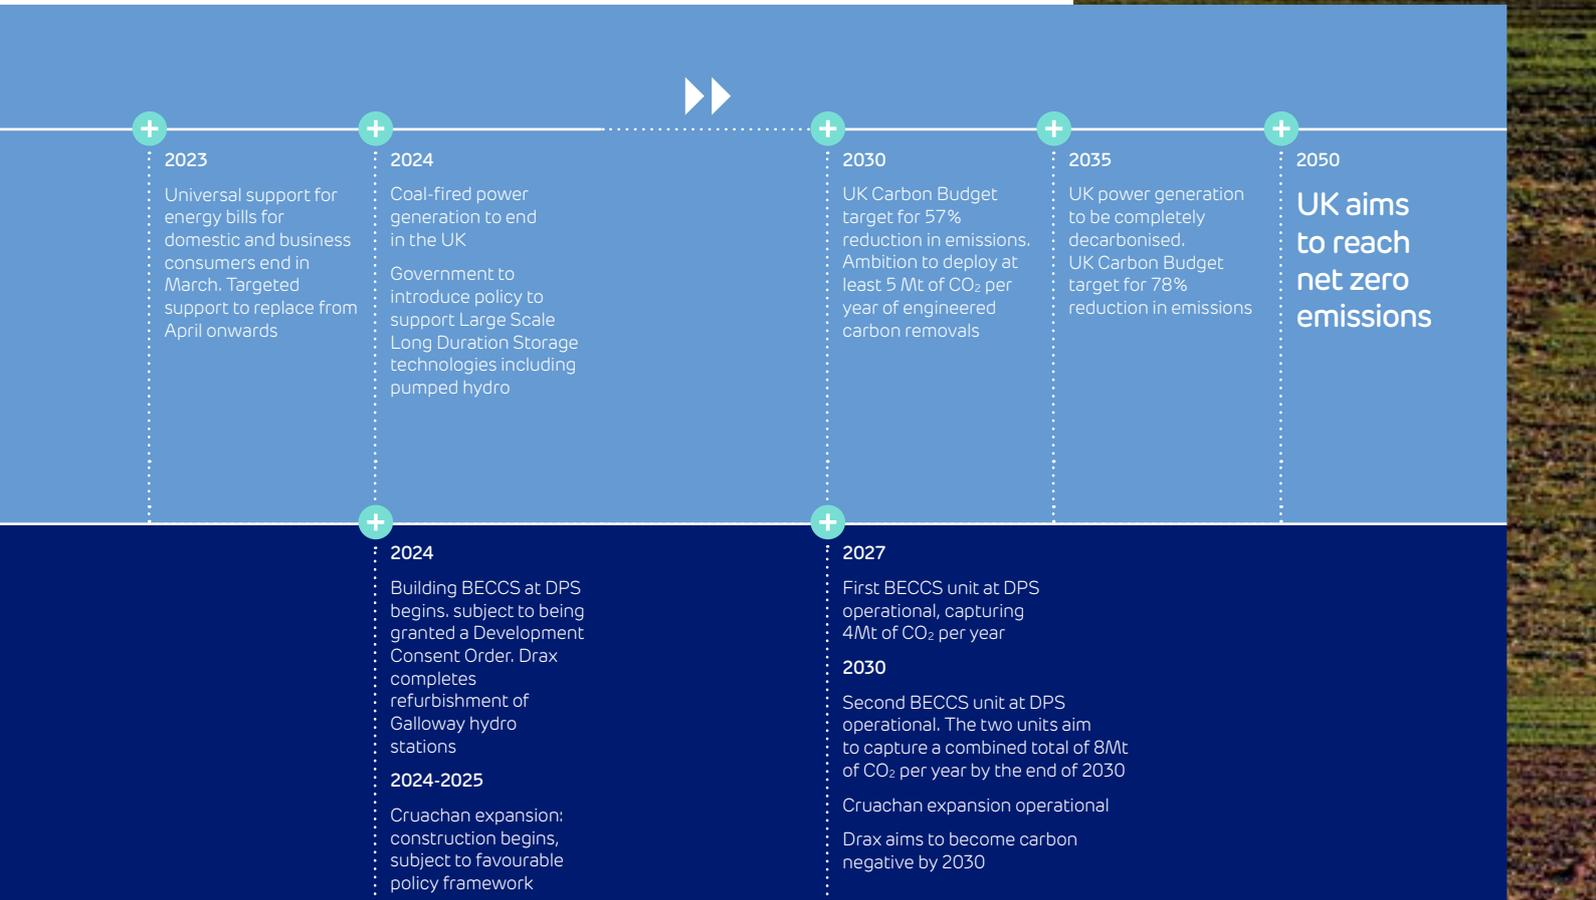 2023
Universal support for
energy bills for
domestic and business
consumers end in
March. Targeted
support to replace from
April onwards
2024
Coal-fired power
generation to end
in the UK
Government to
introduce policy to
support Large Scale
Long Duration Storage
technologies including
pumped hydro
2030
UK Carbon Budget
target for 57%
reduction in emissions.
Ambition to deploy at
least 5 Mt of CO₂ per
year of engineered
carbon removals
2035
UK power generation
to be completely
decarbonised.
UK Carbon Budget
target for 78%
reduction in emissions
2050
UK aims
to reach
net zero
emissions
2024
Building BECCS at DPS
begins. subject to being
granted a Development
Consent Order. Drax
completes
refurbishment of
Galloway hydro
stations
2024-2025
Cruachan expansion:
construction begins,
subject to favourable
policy framework
2027
First BECCS unit at DPS
operational, capturing
4Mt of CO₂ per year
2030
Second BECCS unit at DPS
operational. The two units aim
to capture a combined total of 8Mt
of CO₂ per year by the end of 2030
Cruachan expansion operational
Drax aims to become carbon
negative by 2030